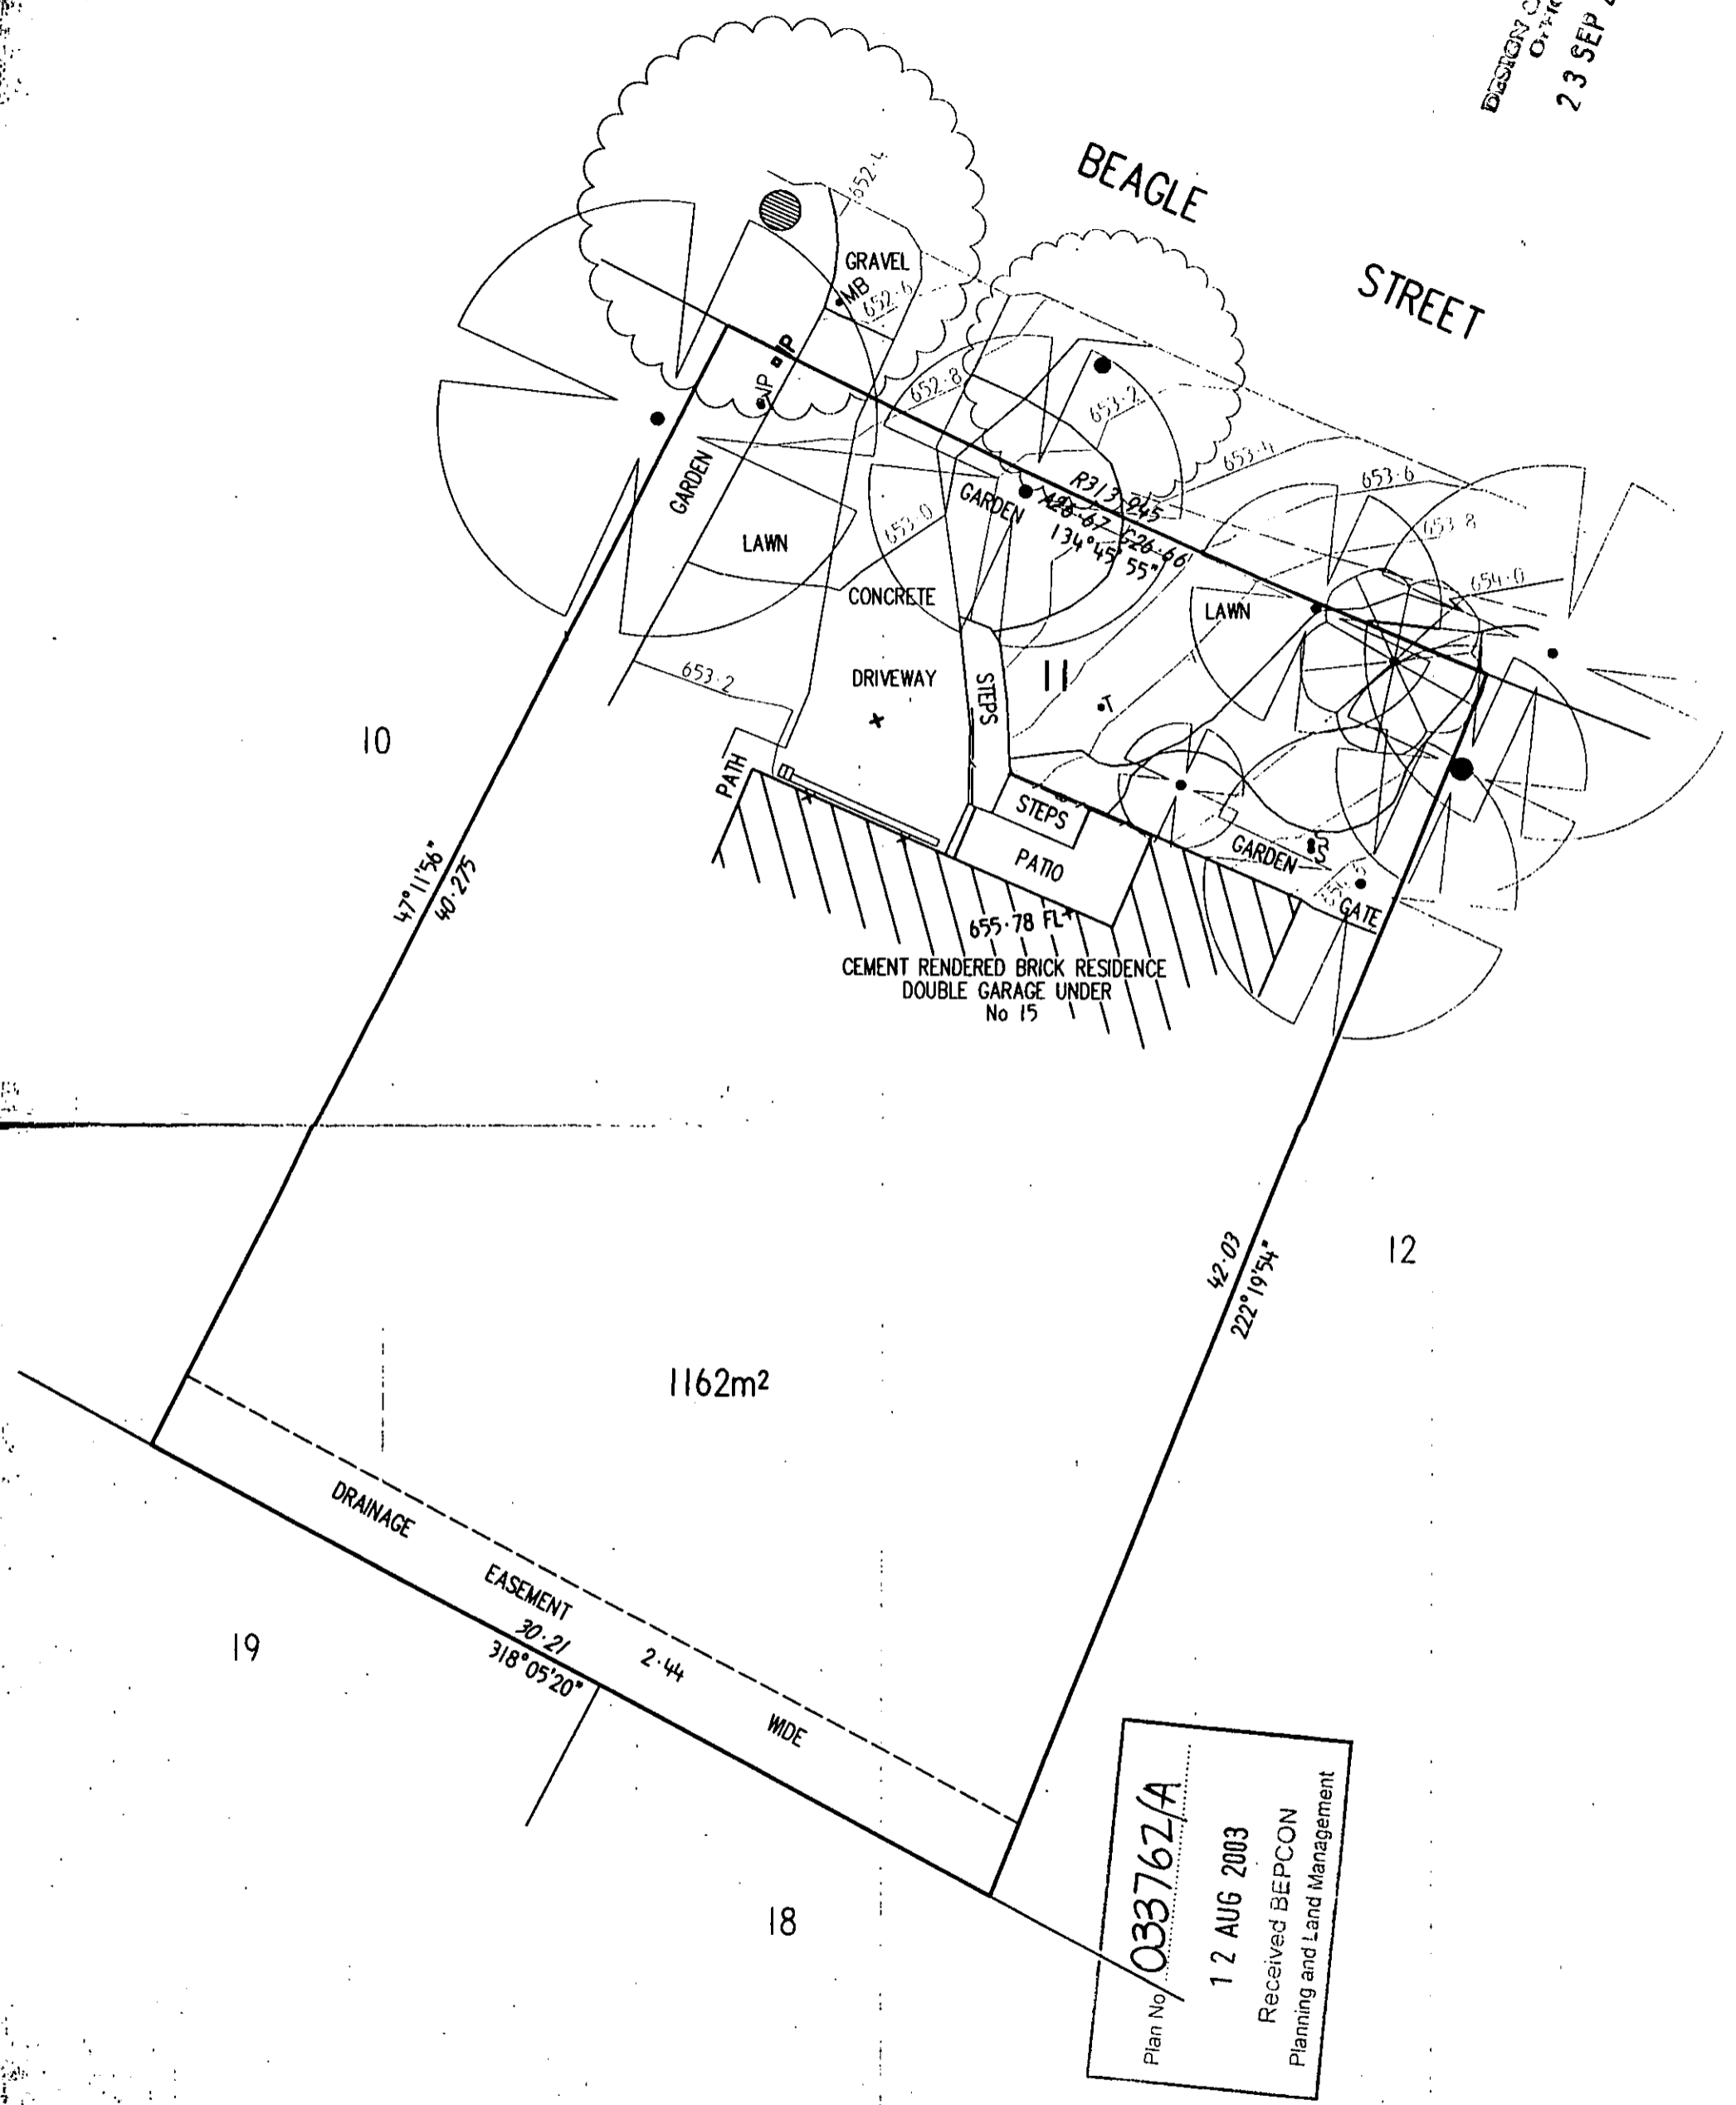 23 SEP
BEAGLE
STREET
652·4
GRAVEL
MB
652·6
P
652·8
653·2
653·4
653·6
653·8
654·0
GARDEN
LAWN
653·0
GARDEN
R313·945
A26·67 C26·66
134°45'55"
CONCRETE
LAWN
653·2
DRIVEWAY
STEPS
11
T
10
PATH
STEPS
PATIO
GARDEN
S
GATE
655·78 FL
CEMENT RENDERED BRICK RESIDENCE
DOUBLE GARAGE UNDER
No 15
47°11'56"
40·275
42·03
222°19'54"
12
1162m²
DRAINAGE
EASEMENT
2·44
WIDE
30·21
318°05'20"
19
18
Plan No 033762/A
12 AUG 2003
Received BEPCON
Planning and Land Management